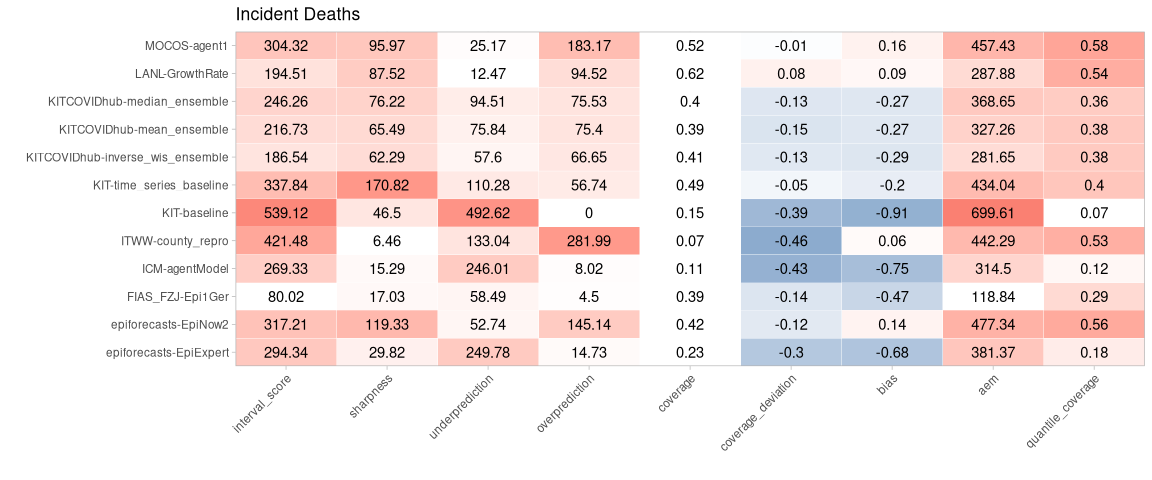 Incident Deaths
MOCOS-agent1 304.32 95.97 25.17 183.17 0.52 -0.01 0.16 457.43 0.58
LANL-GrowthRate 194.51 87.52 12.47 94.52 0.62 0.08 0.09 287.88 0.54
KITCOVIDhub-median_ensemble 246.26 76.22 94.51 75.53 0.4 -0.13 -0.27 368.65 0.36
KITCOVIDhub-mean_ensemble 216.73 65.49 75.84 75.4 0.39 -0.15 -0.27 327.26 0.38
KITCOVIDhub-inverse_wis_ensemble 186.54 62.29 57.6 66.65 0.41 -0.13 -0.29 281.65 0.38
KIT-time_series_baseline 337.84 170.82 110.28 56.74 0.49 -0.05 -0.2 434.04 0.4
KIT-baseline 539.12 46.5 492.62 0 0.15 -0.39 -0.91 699.61 0.07
ITWW-county_repro 421.48 6.46 133.04 281.99 0.07 -0.46 0.06 442.29 0.53
ICM-agentModel 269.33 15.29 246.01 8.02 0.11 -0.43 -0.75 314.5 0.12
FIAS_FZJ-Epi1Ger 80.02 17.03 58.49 4.5 0.39 -0.14 -0.47 118.84 0.29
epiforecasts-EpiNow2 317.21 119.33 52.74 145.14 0.42 -0.12 0.14 477.34 0.56
epiforecasts-EpiExpert 294.34 29.82 249.78 14.73 0.23 -0.3 -0.68 381.37 0.18
interval_score sharpness underprediction overprediction coverage coverage_deviation bias aem quantile_coverage